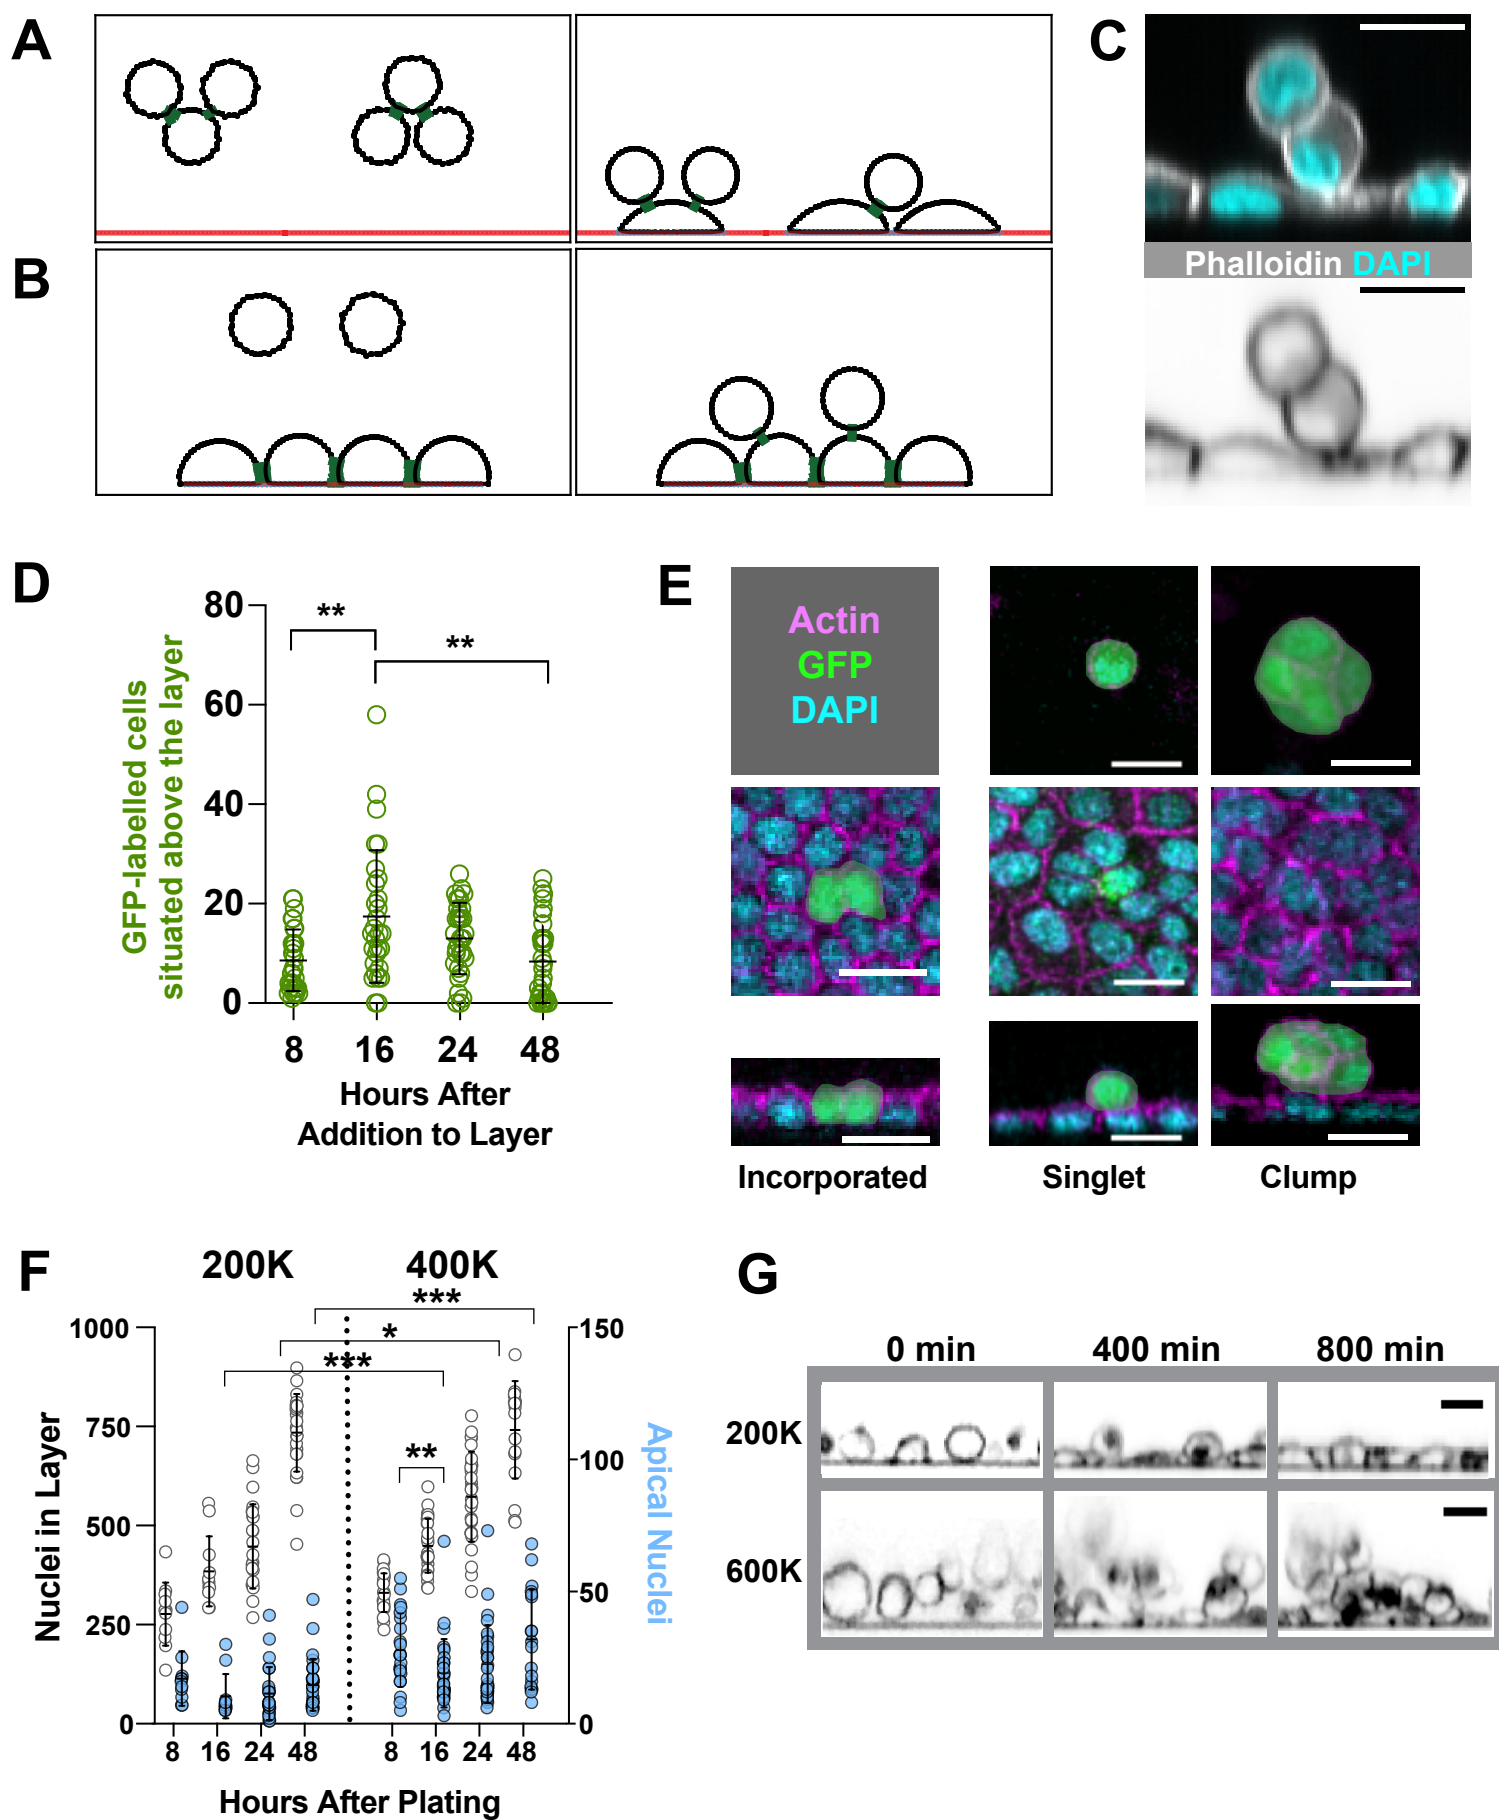 A
C
Phalloidin DAPI
B
D
80
60
40
20
0
**
**
GFP-labelled cells
situated above the layer
8 16 24 48
Hours After
Addition to Layer
E
Actin
GFP
DAPI
Incorporated
Singlet
Clump
F
200K
400K
***
*
***
**
1000
750
500
250
0
Nuclei in Layer
150
100
50
0
Apical Nuclei
8 16 24 48 8 16 24 48
Hours After Plating
G
0 min
400 min
800 min
200K
600K